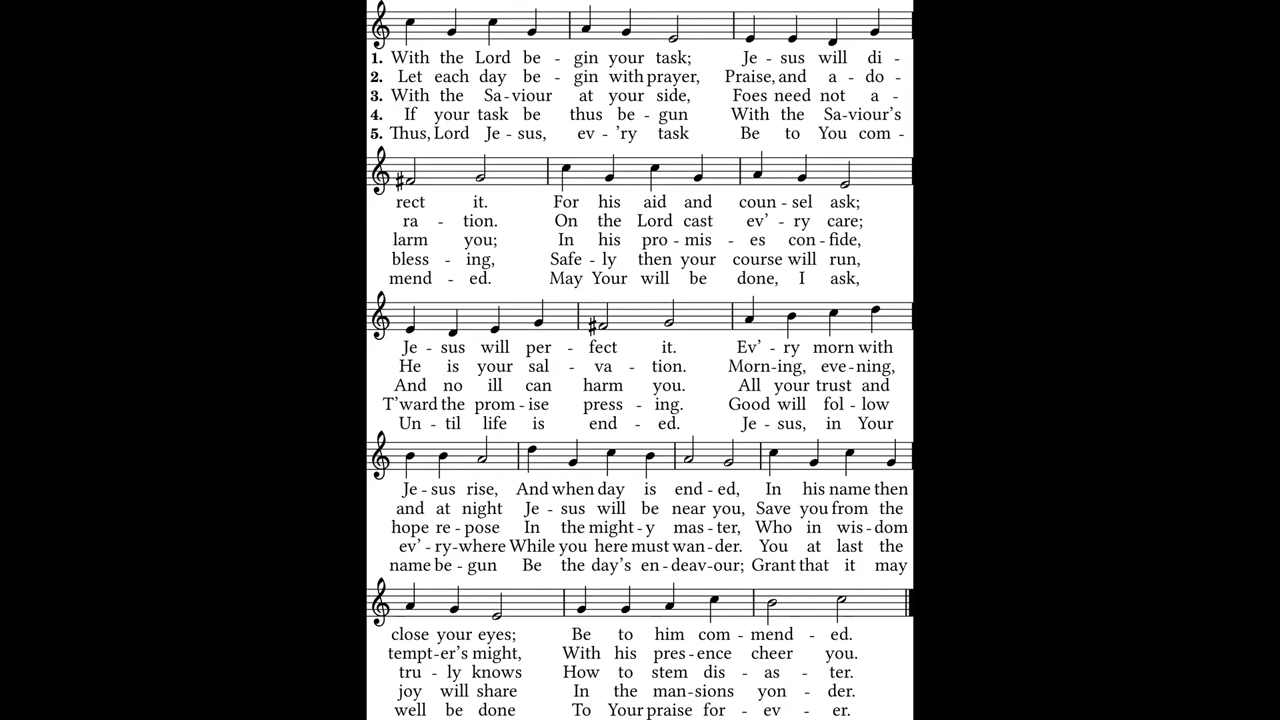 1. With the Lord be - gin your task; Je - sus will di -
2. Let each day be - gin with prayer, Praise, and a - do -
3. With the Sa - viour at your side, Foes need not a -
4. If your task be thus be - gun With the Sa - viour's
5. Thus, Lord Je - sus, ev - 'ry task Be to You com -
rect it. For his aid and coun - sel ask;
ra - tion. On the Lord cast ev' - ry care;
larm you; In his pro - mis - es con - fide,
bless - ing, Safe - ly then your course will run,
mend - ed. May Your will be done, I ask,
Je - sus will per - fect it. Ev' - ry morn with
He is your sal - va - tion. Morn - ing, eve - ning,
And no ill can harm you. All your trust and
T'ward the prom - ise press - ing. Good will fol - low
Un - til life is end - ed. Je - sus, in Your
Je - sus rise, And when day is end - ed, In his name then
and at night Je - sus will be near you, Save you from the
hope re - pose In the might - y mas - ter, Who in wis - dom
ev' - ry - where While you here must wan - der. You at last the
name be - gun Be the day's en - deav - our; Grant that it may
close your eyes; Be to him com - mend - ed.
tempt - er's might, With his pres - ence cheer you.
tru - ly knows How to stem dis - as - ter.
joy will share In the man - sions yon - der.
well be done To Your praise for - ev - er.